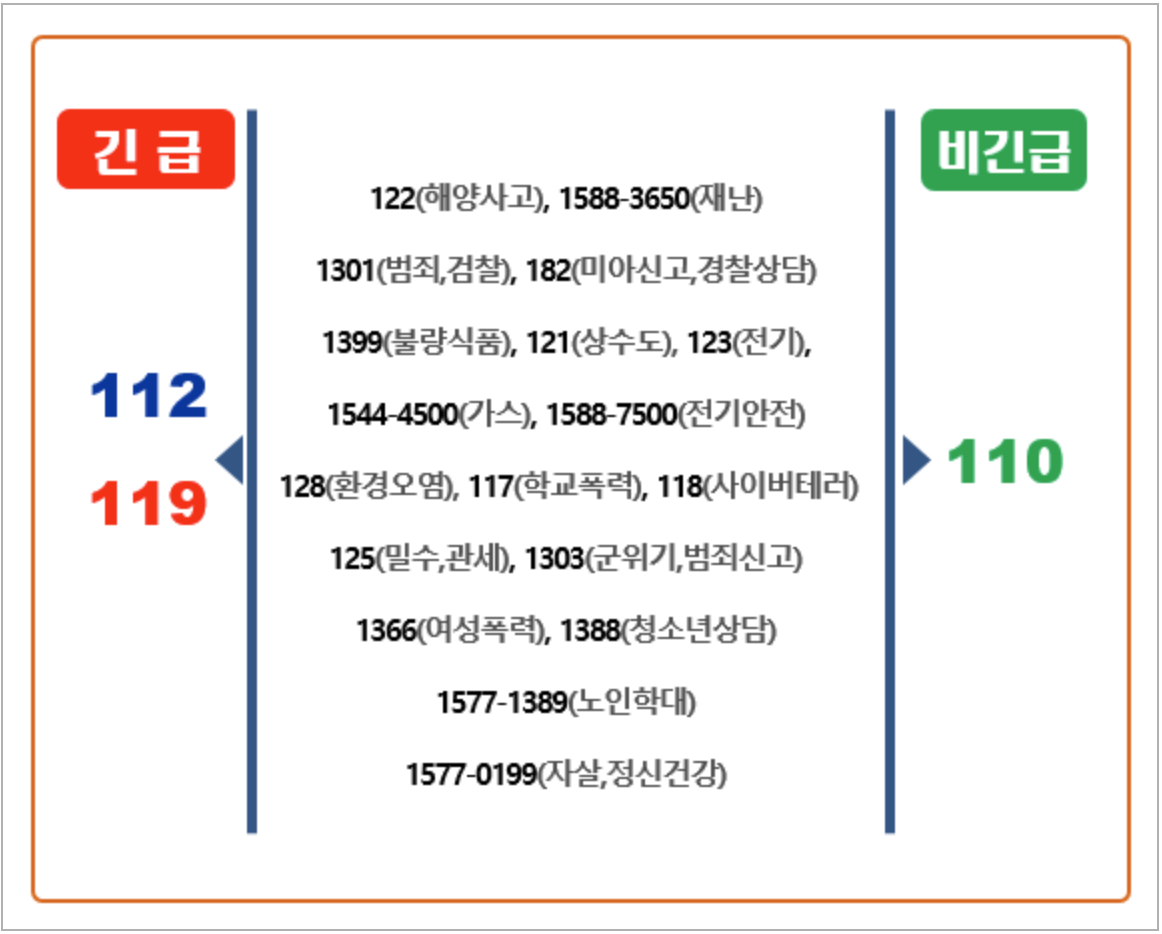 긴 급
비긴급
122(해양사고), 1588-3650(재난)
1301(범죄,검찰), 182(미아신고,경찰상담)
1399(불량식품), 121(상수도), 123(전기),
1544-4500(가스), 1588-7500(전기안전)
128(환경오염), 117(학교폭력), 118(사이버테러)
125(밀수,관세), 1303(군위기,범죄신고)
1366(여성폭력), 1388(청소년상담)
1577-1389(노인학대)
1577-0199(자살,정신건강)
112
119
110